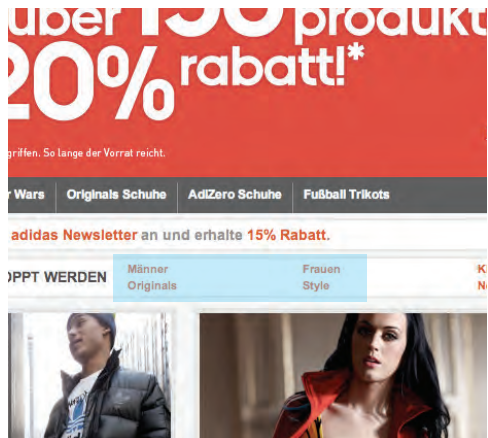 über 150 produkt
20% rabatt!*
griffen. So lange der Vorrat reicht.
r Wars Originals Schuhe AdiZero Schuhe Fußball Trikots
adidas Newsletter an und erhalte 15% Rabatt.
OPPT WERDEN Männer Frauen K
Originals Style N